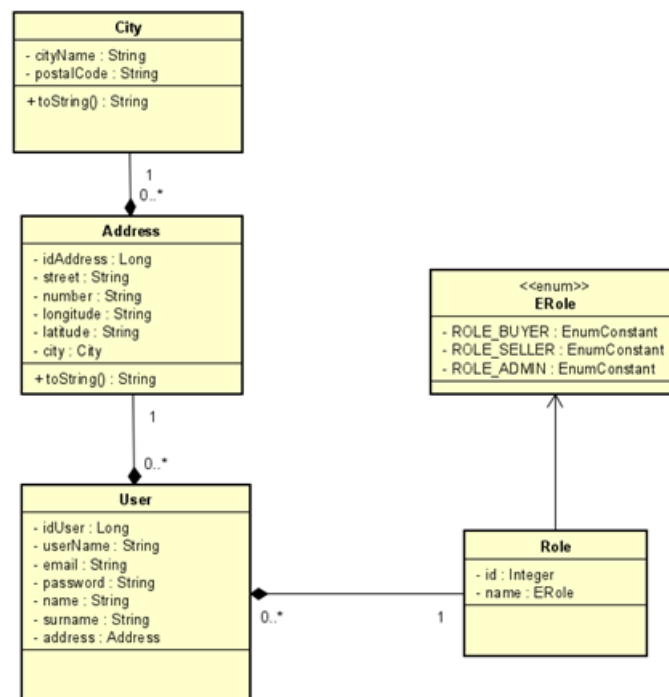 City
- cityName : String
- postalCode : String
+ toString() : String
1
0..*
Address
- idAddress : Long
- street : String
- number : String
- longitude : String
- latitude : String
- city : City
+ toString() : String
1
0..*
<<enum>>
ERole
- ROLE_BUYER : EnumConstant
- ROLE_SELLER : EnumConstant
- ROLE_ADMIN : EnumConstant
User
- idUser : Long
- userName : String
- email : String
- password : String
- name : String
- surname : String
- address : Address
0..*
1
Role
- id : Integer
- name : ERole